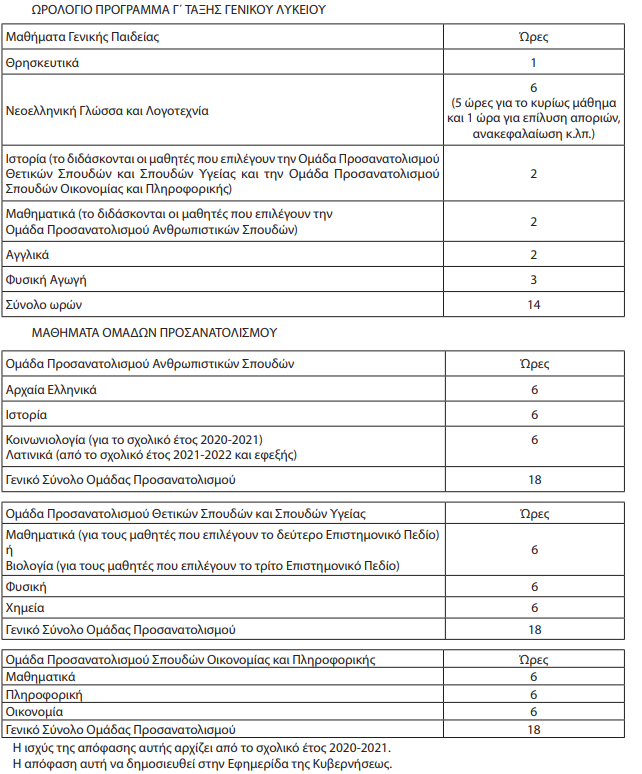 ΩΡΟΛΟΓΙΟ ΠΡΟΓΡΑΜΜΑ Γ΄ ΤΑΞΗΣ ΓΕΝΙΚΟΥ ΛΥΚΕΙΟΥ
Μαθήματα Γενικής Παιδείας Ώρες
Θρησκευτικά 1
Νεοελληνική Γλώσσα και Λογοτεχνία 6
(5 ώρες για το κυρίως μάθημα
και 1 ώρα για επίλυση αποριών,
ανακεφαλαίωση κ.λπ.)
Ιστορία (το διδάσκονται οι μαθητές που επιλέγουν την Ομάδα Προσανατολισμού
Θετικών Σπουδών και Σπουδών Υγείας και την Ομάδα Προσανατολισμού 2
Σπουδών Οικονομίας και Πληροφορικής)
Μαθηματικά (το διδάσκονται οι μαθητές που επιλέγουν την
Ομάδα Προσανατολισμού Ανθρωπιστικών Σπουδών) 2
Αγγλικά 2
Φυσική Αγωγή 3
Σύνολο ωρών 14
ΜΑΘΗΜΑΤΑ ΟΜΑΔΩΝ ΠΡΟΣΑΝΑΤΟΛΙΣΜΟΥ
Ομάδα Προσανατολισμού Ανθρωπιστικών Σπουδών Ώρες
Αρχαία Ελληνικά 6
Ιστορία 6
Κοινωνιολογία (για το σχολικό έτος 2020-2021) 6
Λατινικά (από το σχολικό έτος 2021-2022 και εφεξής)
Γενικό Σύνολο Ομάδας Προσανατολισμού 18
Ομάδα Προσανατολισμού Θετικών Σπουδών και Σπουδών Υγείας Ώρες
Μαθηματικά (για τους μαθητές που επιλέγουν το δεύτερο Επιστημονικό Πεδίο)
ή 6
Βιολογία (για τους μαθητές που επιλέγουν το τρίτο Επιστημονικό Πεδίο)
Φυσική 6
Χημεία 6
Γενικό Σύνολο Ομάδας Προσανατολισμού 18
Ομάδα Προσανατολισμού Σπουδών Οικονομίας και Πληροφορικής Ώρες
Μαθηματικά 6
Πληροφορική 6
Οικονομία 6
Γενικό Σύνολο Ομάδας Προσανατολισμού 18
Η ισχύς της απόφασης αυτής αρχίζει από το σχολικό έτος 2020-2021.
Η απόφαση αυτή να δημοσιευθεί στην Εφημερίδα της Κυβερνήσεως.